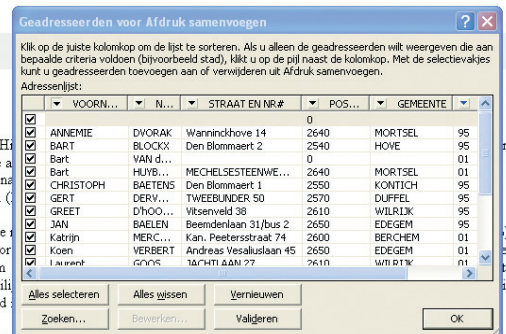 Geadresseerden voor Afdruk samenvoegen
Klik op de juiste kolomkop om de lijst te sorteren. Als u alleen de geadresseerden wilt weergeven die aan
bepaalde criteria voldoen (bijvoorbeeld stad), klikt u op de pijl naast de kolomkop. Met de selectievakjes
kunt u geadresseerden toevoegen aan of verwijderen uit Afdruk samenvoegen.
Adressenlijst:
VOORN... N... STRAAT EN NR# POS... GEMEENTE
0
ANNEMIE DVORAK Wanninckhove 14 2640 MORTSEL 95
BART BLOCKX Den Blommaert 2 2540 HOVE 95
Bart VAN d... 0 01
Bart HUYB... MECHELSESTEENWE... 2640 MORTSEL 01
CHRISTOPH BAETENS Den Blommaert 1 2550 KONTICH 95
GERT DERV... TWEEBUNDER 50 2570 DUFFEL 95
GREET D'hOO... Vitsenveld 38 2610 WILRIJK 95
JAN BAELEN Beemdenlaan 31/bus 2 2650 EDEGEM 95
Katrijn MERC... Kan. Peetersstraat 74 2600 BERCHEM 01
Koen VERBERT Andreas Vesaliuslaan 45 2650 EDEGEM 95
Laurent GOOS JACHTLAAN 27 2610 WILRIJK 01
Alles selecteren Alles wissen Vernieuwen
Zoeken... Bewerken... Valideren OK